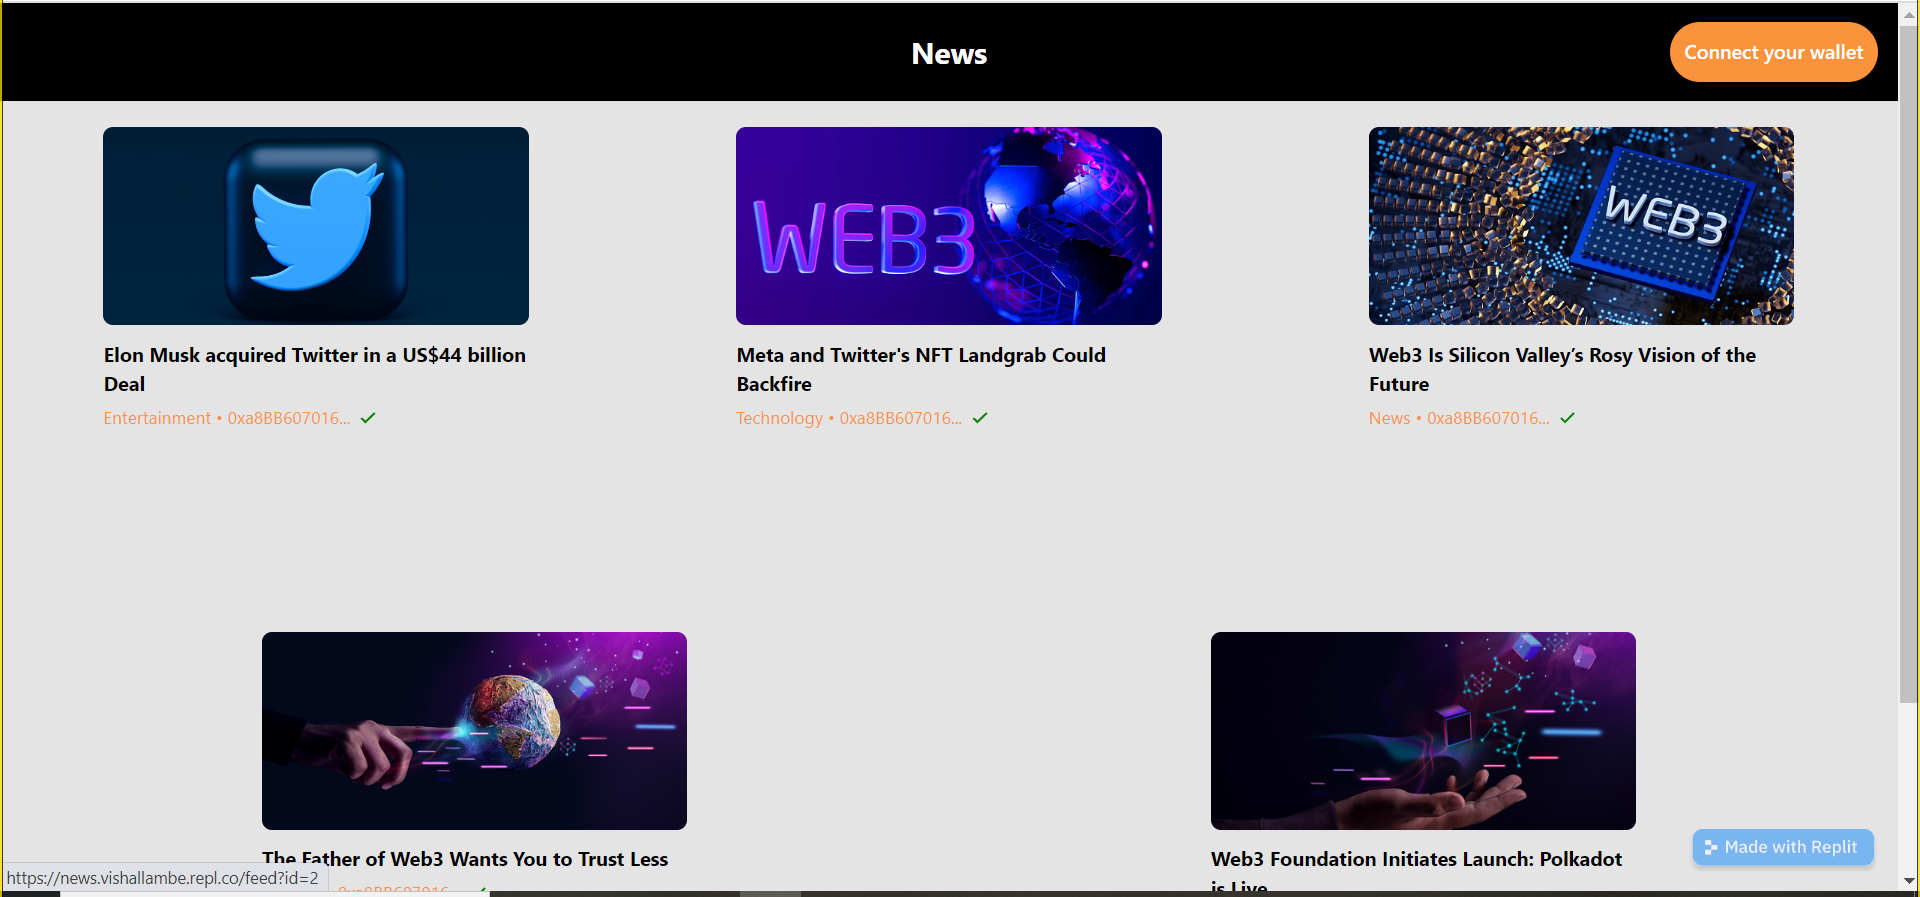 News
Connect your wallet
WEB3
WEB3
Elon Musk acquired Twitter in a US$44 billion
Deal
Entertainment • 0xa8BB607016... ✓
Meta and Twitter's NFT Landgrab Could
Backfire
Technology • 0xa8BB607016... ✓
Web3 Is Silicon Valley’s Rosy Vision of the
Future
News • 0xa8BB607016... ✓
The Father of Web3 Wants You to Trust Less
0xa8BB607016...
Web3 Foundation Initiates Launch: Polkadot
is Live
Made with Replit
https://news.vishallambe.repl.co/feed?id=2